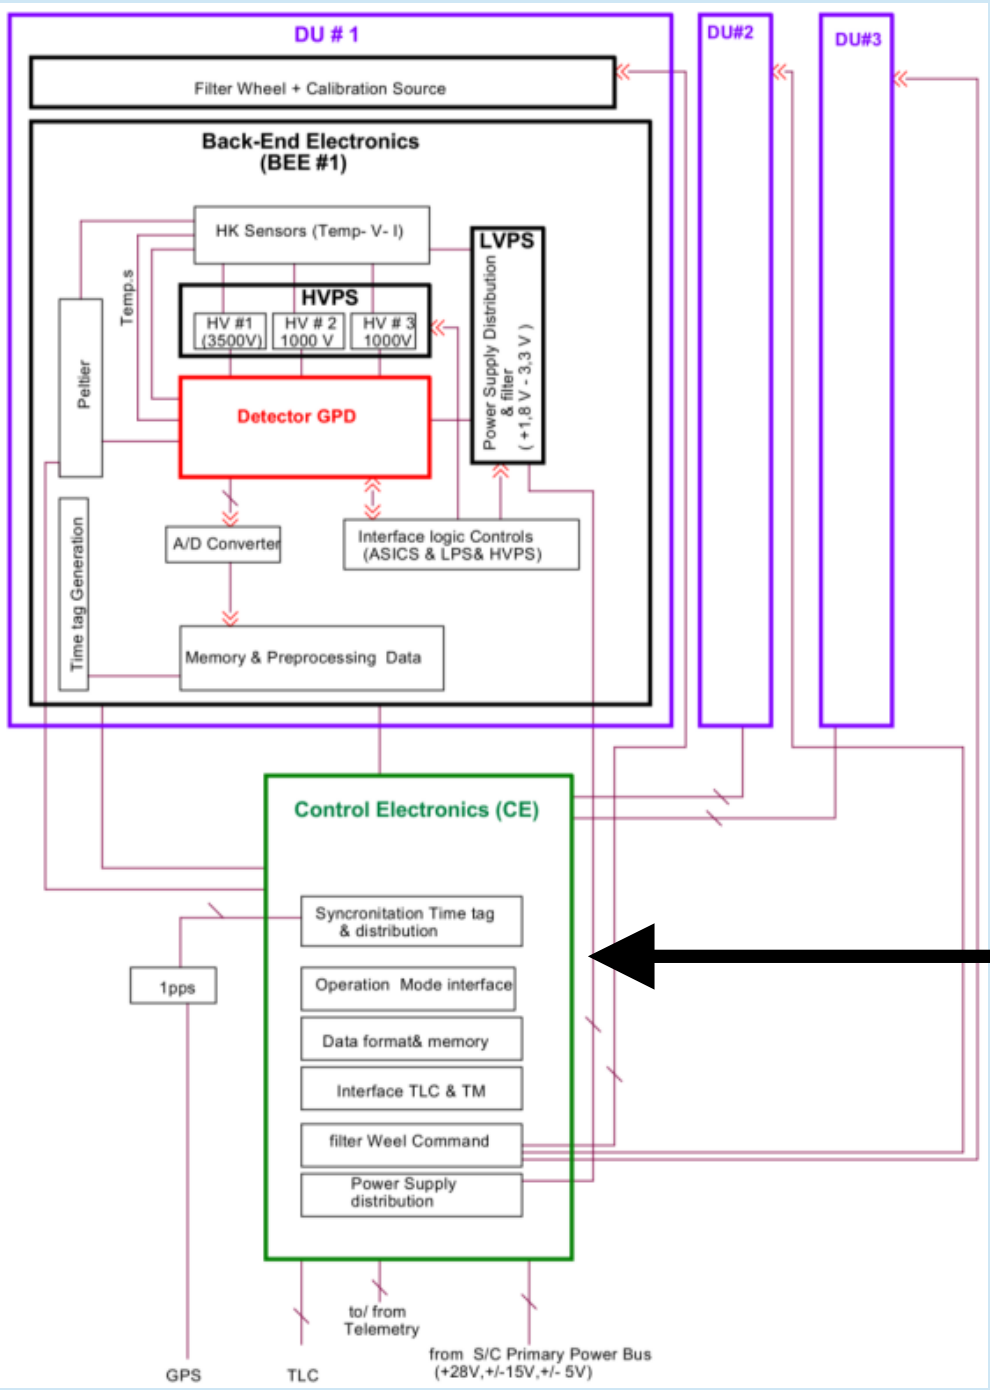 DU # 1
DU#2
DU#3
Filter Wheel + Calibration Source
Back-End Electronics
(BEE #1)
HK Sensors (Temp- V- I)
LVPS
Power Supply Distribution
& filter
( +1,8 V - 3,3 V )
Temp.s
HVPS
HV #1
(3500V)
HV # 2
1000 V
HV # 3
1000V
Peltier
Detector GPD
A/D Converter
Interface logic Controls
(ASICS & LPS& HVPS)
Time tag Generation
Memory & Preprocessing Data
Control Electronics (CE)
Syncronitation Time tag
& distribution
1pps
Operation Mode interface
Data format& memory
Interface TLC & TM
filter Weel Command
Power Supply
distribution
to/ from
Telemetry
from S/C Primary Power Bus
(+28V,+/-15V,+/- 5V)
GPS
TLC